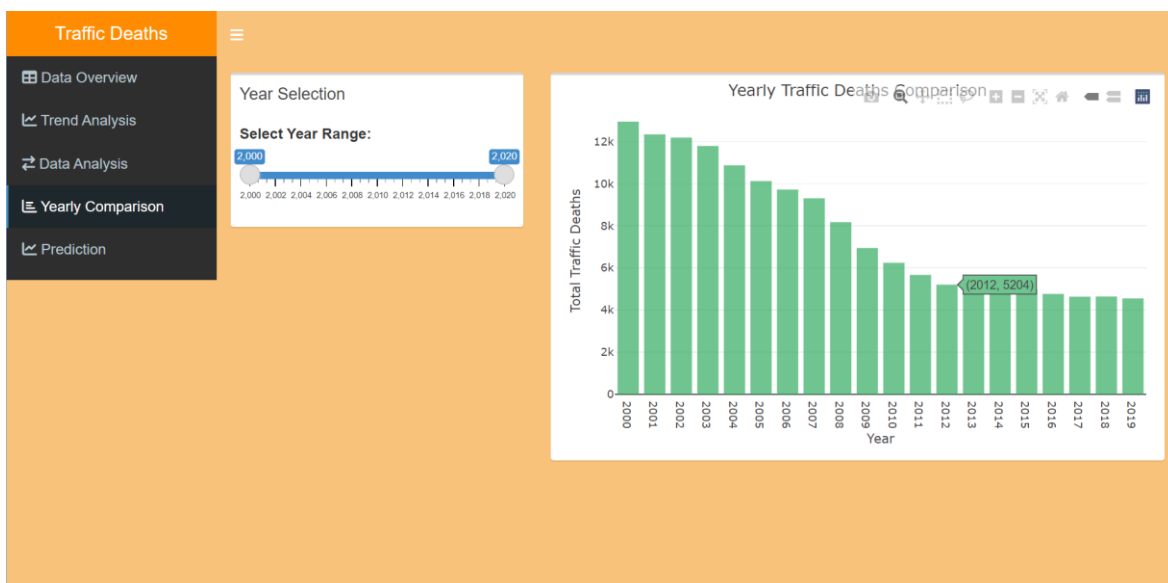 Traffic Deaths
Data Overview
Trend Analysis
Data Analysis
Yearly Comparison
Prediction
Year Selection
Select Year Range:
2,000 2,020
2,000 2,002 2,004 2,006 2,008 2,010 2,012 2,014 2,016 2,018 2,020
Yearly Traffic Deaths Comparison
Total Traffic Deaths
12k
10k
8k
6k
4k
2k
0
(2012, 5204)
2000 2001 2002 2003 2004 2005 2006 2007 2008 2009 2010 2011 2012 2013 2014 2015 2016 2017 2018 2019
Year